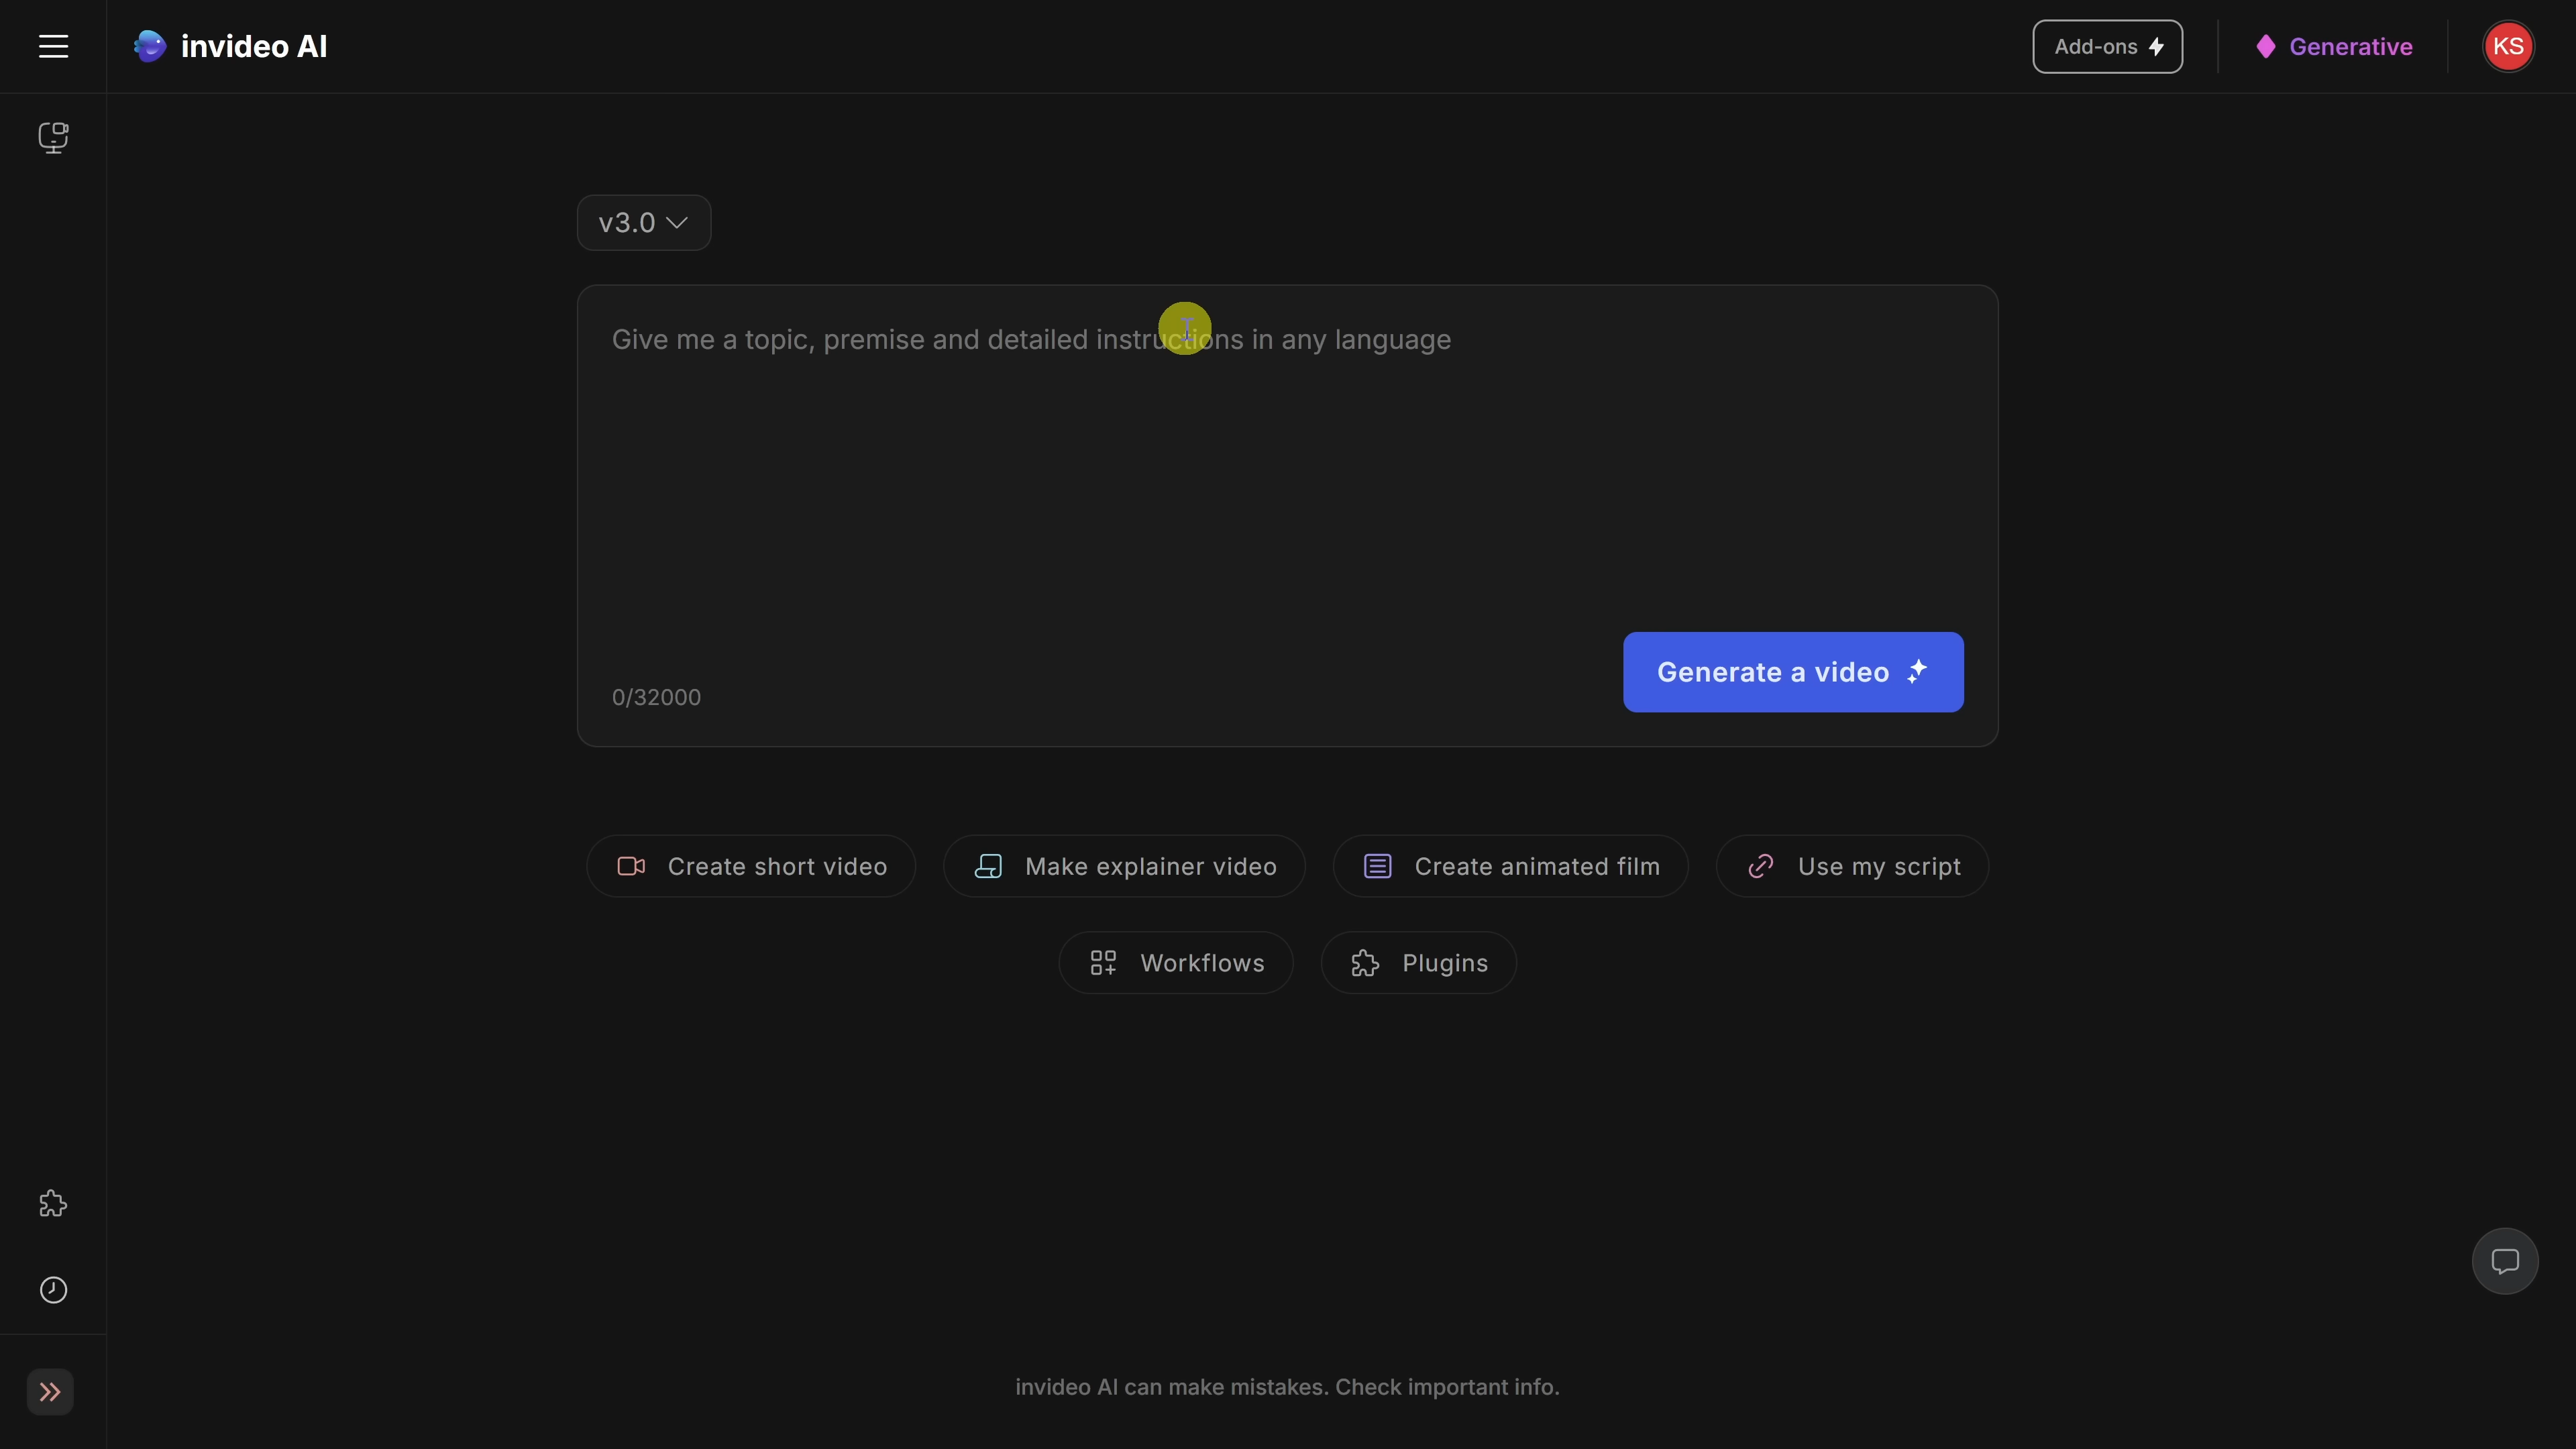 invideo AI
Add-ons
Generative
KS
v3.0
Give me a topic, premise and detailed instructions in any language
0/32000
Generate a video
Create short video
Make explainer video
Create animated film
Use my script
Workflows
Plugins
invideo AI can make mistakes. Check important info.